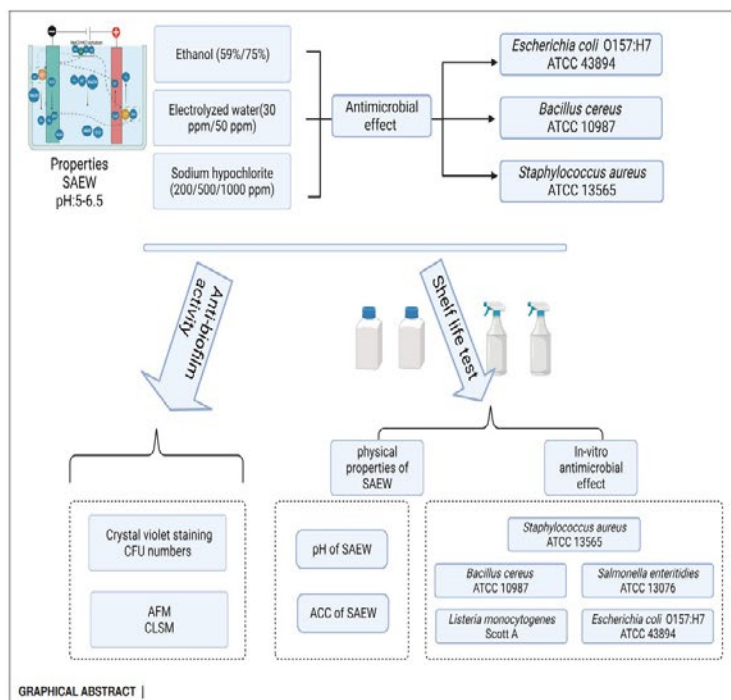 NaCl/HCl solution
Properties
SAEW
pH:5-6.5
Ethanol (59%/75%)
Electrolyzed water(30
ppm/50 ppm)
Sodium hypochlorite
(200/500/1000 ppm)
Antimicrobial
effect
Escherichia coli O157:H7
ATCC 43894
Bacillus cereus
ATCC 10987
Staphylococcus aureus
ATCC 13565
Anti-biofilm
activity
Shelf life test
Crystal violet staining
CFU numbers
AFM
CLSM
physical
properties of
SAEW
In-vitro
antimicrobial
effect
pH of SAEW
ACC of SAEW
Staphylococcus aureus
ATCC 13565
Bacillus cereus
ATCC 10987
Salmonella enteritidies
ATCC 13076
Listeria monocytogenes
Scott A
Escherichia coli O157:H7
ATCC 43894
GRAPHICAL ABSTRACT |